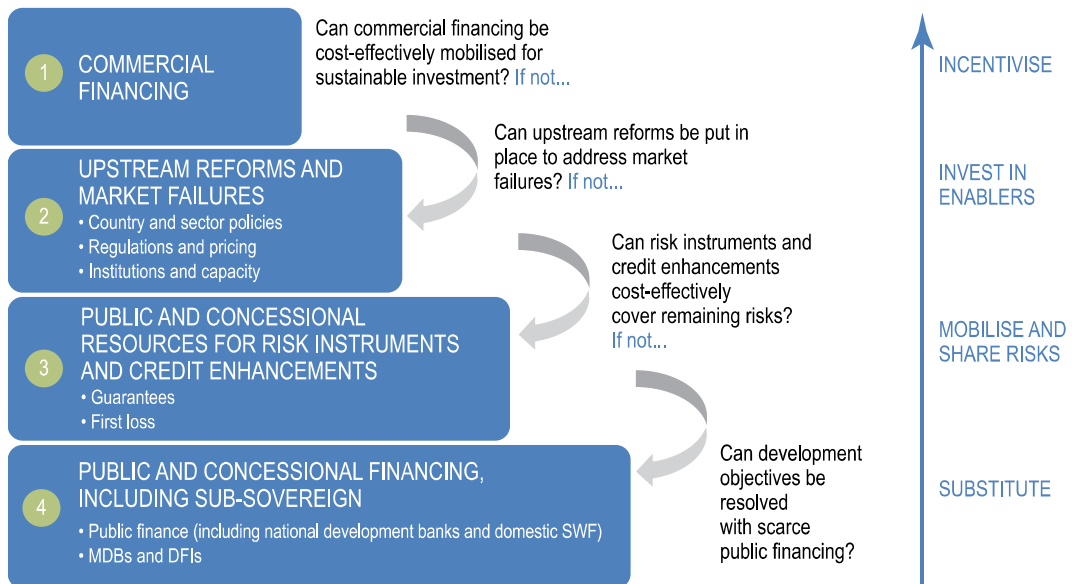 1
COMMERCIAL
FINANCING
Can commercial financing be
cost-effectively mobilised for
sustainable investment? If not...
INCENTIVISE
2
UPSTREAM REFORMS AND
MARKET FAILURES
• Country and sector policies
• Regulations and pricing
• Institutions and capacity
Can upstream reforms be put in
place to address market
failures? If not...
INVEST IN
ENABLERS
3
PUBLIC AND CONCESSIONAL
RESOURCES FOR RISK INSTRUMENTS
AND CREDIT ENHANCEMENTS
• Guarantees
• First loss
Can risk instruments and
credit enhancements
cost-effectively
cover remaining risks?
If not...
MOBILISE AND
SHARE RISKS
4
PUBLIC AND CONCESSIONAL FINANCING,
INCLUDING SUB-SOVEREIGN
• Public finance (including national development banks and domestic SWF)
• MDBs and DFIs
Can development
objectives be
resolved
with scarce
public financing?
SUBSTITUTE